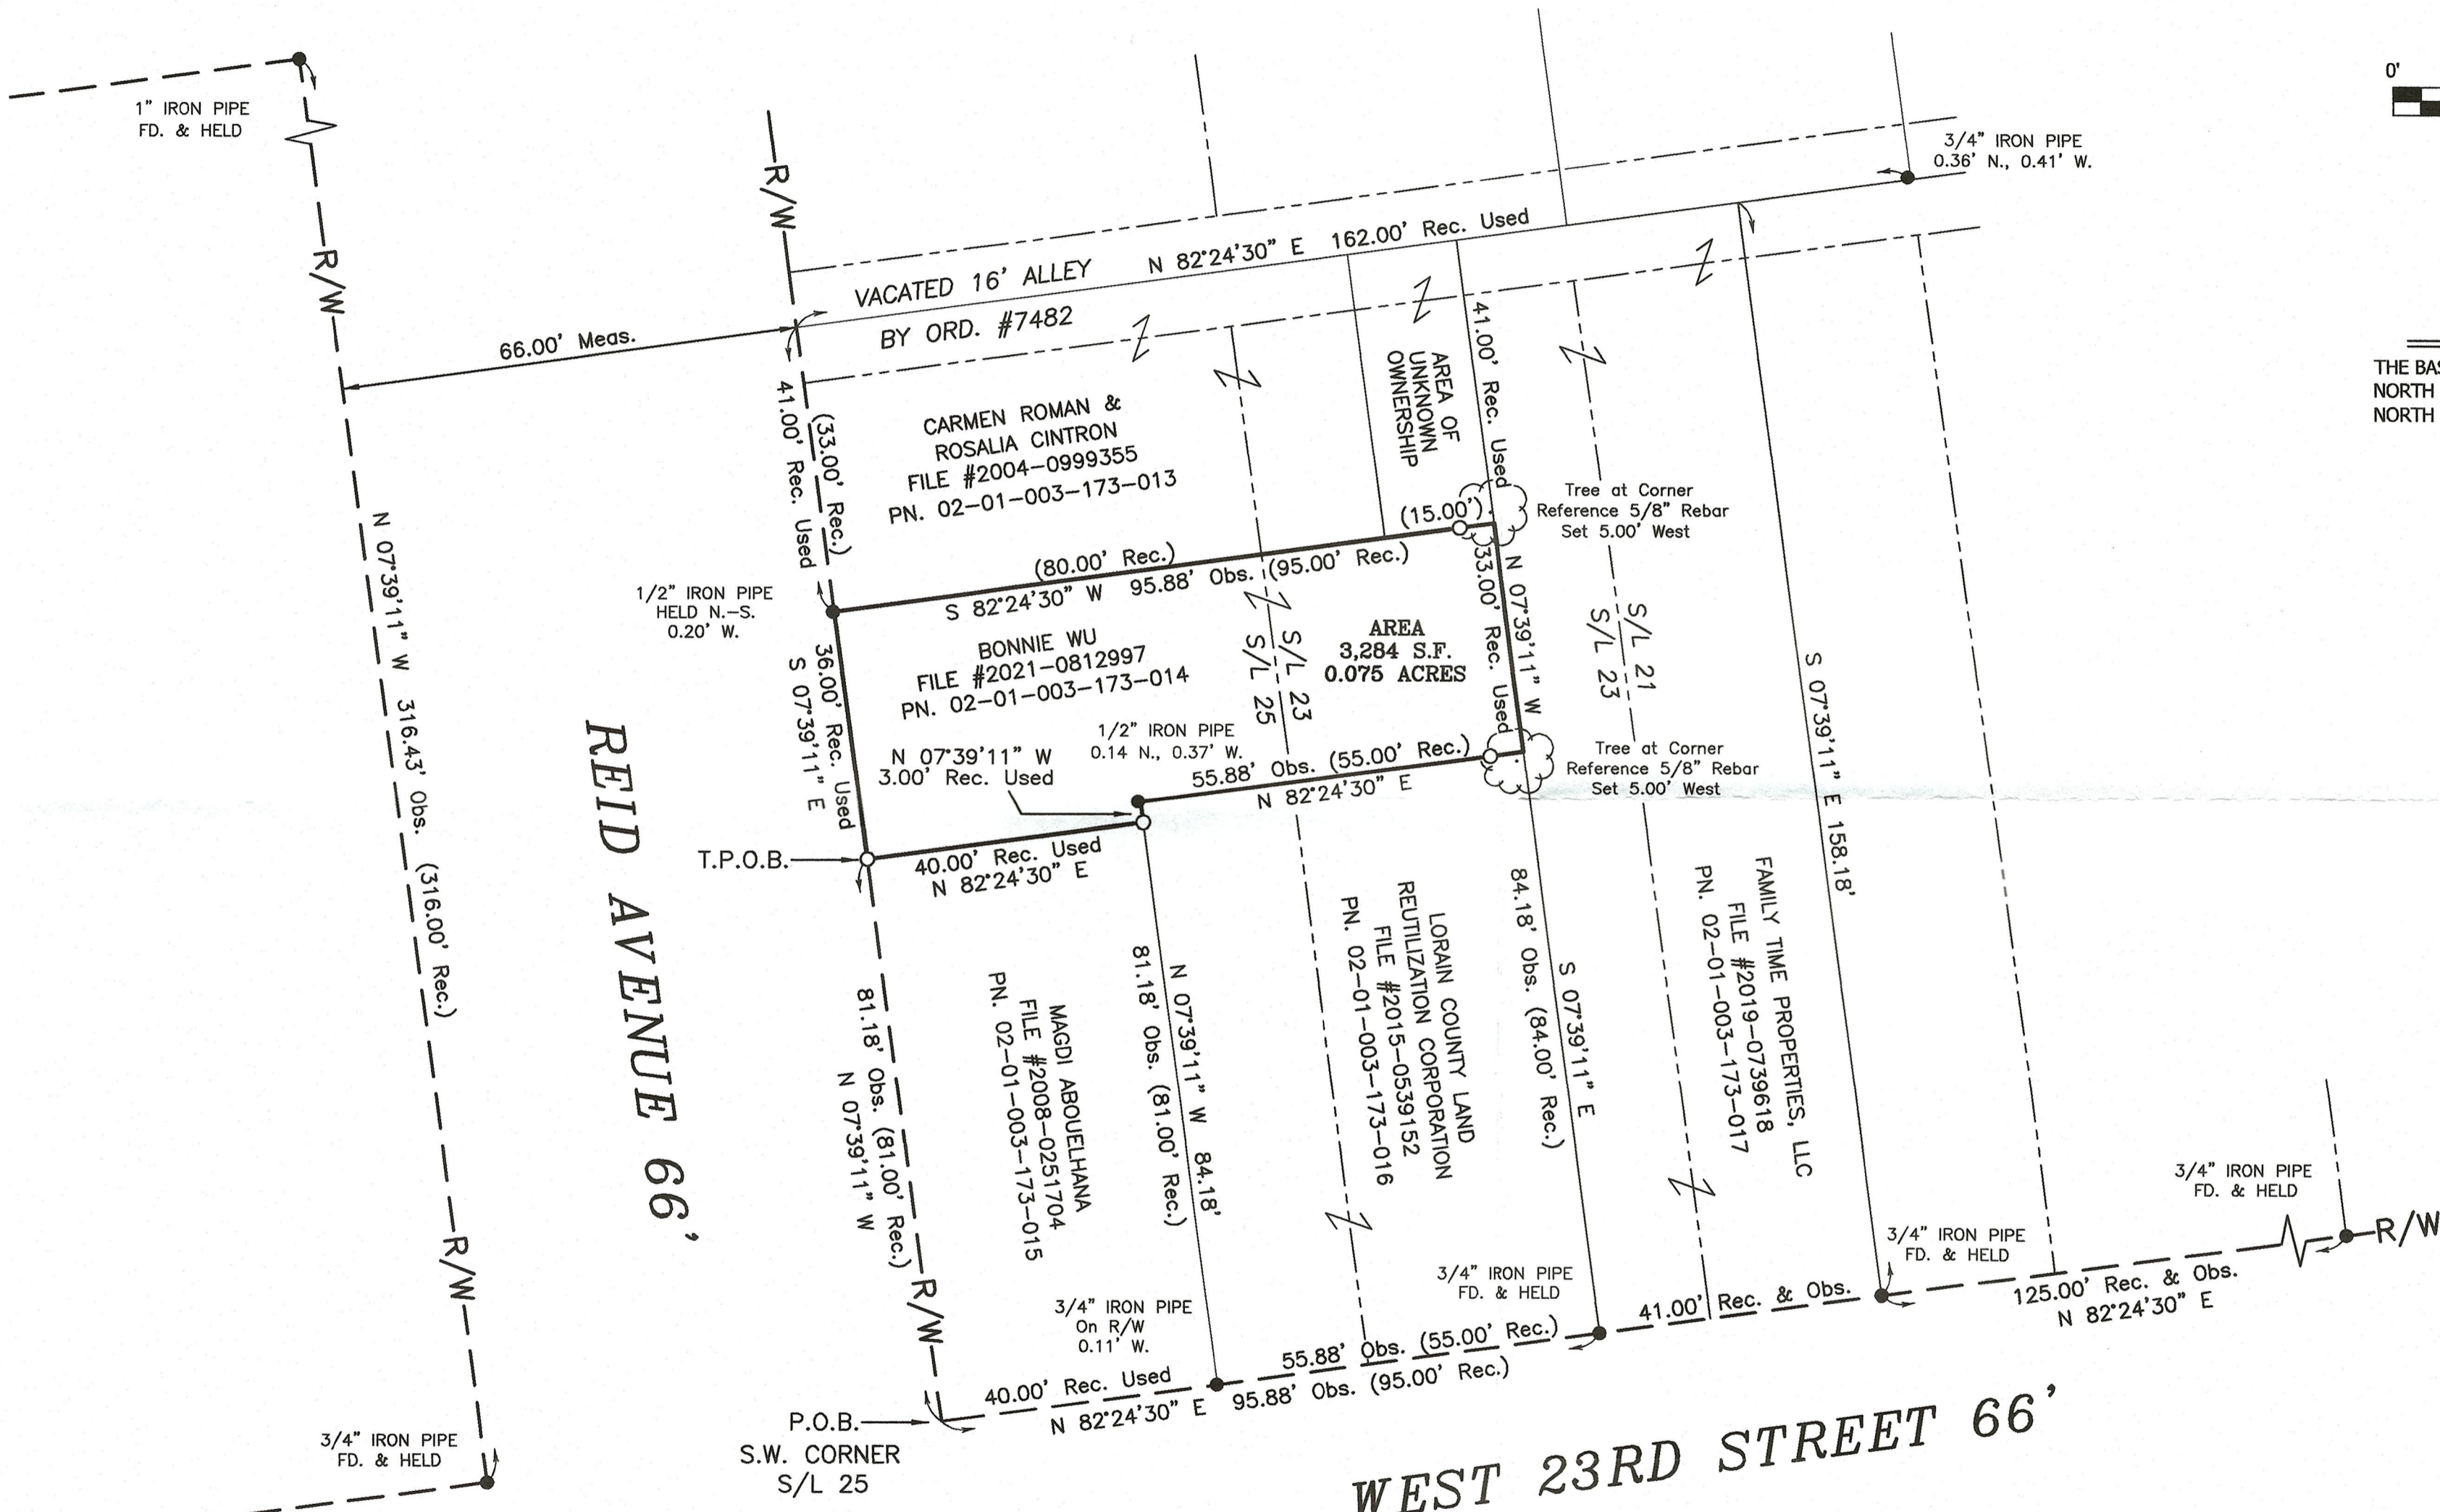 1" IRON PIPE
FD. & HELD
R/W
R/W
0'
3/4" IRON PIPE
0.36' N., 0.41' W.
VACATED 16' ALLEY
N 82°24'30" E 162.00' Rec. Used
BY ORD. #7482
66.00' Meas.
THE BAS
NORTH
NORTH
41.00' Rec. Used
(33.00' Rec.)
CARMEN ROMAN &
ROSALIA CINTRON
FILE #2004-0999355
PN. 02-01-003-173-013
AREA OF
UNKNOWN
OWNERSHIP
41.00' Rec. Used
(15.00')
Tree at Corner
Reference 5/8" Rebar
Set 5.00' West
N 07°39'11" W 316.43' Obs. (316.00' Rec.)
1/2" IRON PIPE
HELD N.-S.
0.20' W.
(80.00' Rec.)
S 82°24'30" W 95.88' Obs. (95.00' Rec.)
BONNIE WU
FILE #2021-0812997
PN. 02-01-003-173-014
36.00' Rec. Used
S 07°39'11" E
S/L 23
S/L 25
AREA
3,284 S.F.
0.075 ACRES
33.00' Rec. Used
N 07°39'11" W
S/L 21
S/L 23
S 07°39'11" E 158.18'
1/2" IRON PIPE
0.14 N., 0.37' W.
N 07°39'11" W
3.00' Rec. Used
55.88' Obs. (55.00' Rec.)
N 82°24'30" E
Tree at Corner
Reference 5/8" Rebar
Set 5.00' West
T.P.O.B.
40.00' Rec. Used
N 82°24'30" E
REID AVENUE 66'
81.18' Obs. (81.00' Rec.)
N 07°39'11" W
MAGDI ABOUELHANA
FILE #2008-0251704
PN. 02-01-003-173-015
N 07°39'11" W 84.18'
81.18' Obs. (81.00' Rec.)
LORAIN COUNTY LAND
REUTILIZATION CORPORATION
FILE #2015-0539152
PN. 02-01-003-173-016
S 07°39'11" E
84.18' Obs. (84.00' Rec.)
FAMILY TIME PROPERTIES, LLC
FILE #2019-0739618
PN. 02-01-003-173-017
R/W
R/W
3/4" IRON PIPE
FD. & HELD
R/W
3/4" IRON PIPE
FD. & HELD
3/4" IRON PIPE
FD. & HELD
3/4" IRON PIPE
On R/W
0.11' W.
125.00' Rec. & Obs.
N 82°24'30" E
41.00' Rec. & Obs.
55.88' Obs. (55.00' Rec.)
40.00' Rec. Used
N 82°24'30" E 95.88' Obs. (95.00' Rec.)
P.O.B.
S.W. CORNER
S/L 25
3/4" IRON PIPE
FD. & HELD
WEST 23RD STREET 66'